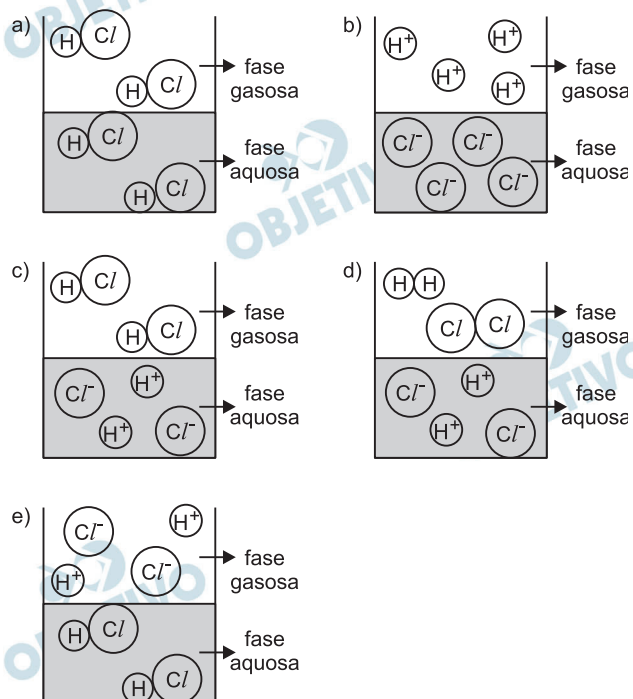 a)
H Cl
H Cl
fase
gasosa
H Cl
H Cl
fase
aquosa
b)
H+ H+
H+ H+
fase
gasosa
Cl- Cl-
Cl- Cl-
fase
aquosa
c)
H Cl
H Cl
fase
gasosa
Cl- H+
H+ Cl-
fase
aquosa
d)
H H
Cl Cl
fase
gasosa
Cl- H+
H+ Cl-
fase
aquosa
e)
Cl- H+
H+ Cl-
fase
gasosa
H Cl
H Cl
fase
aquosa
OBJETIVO